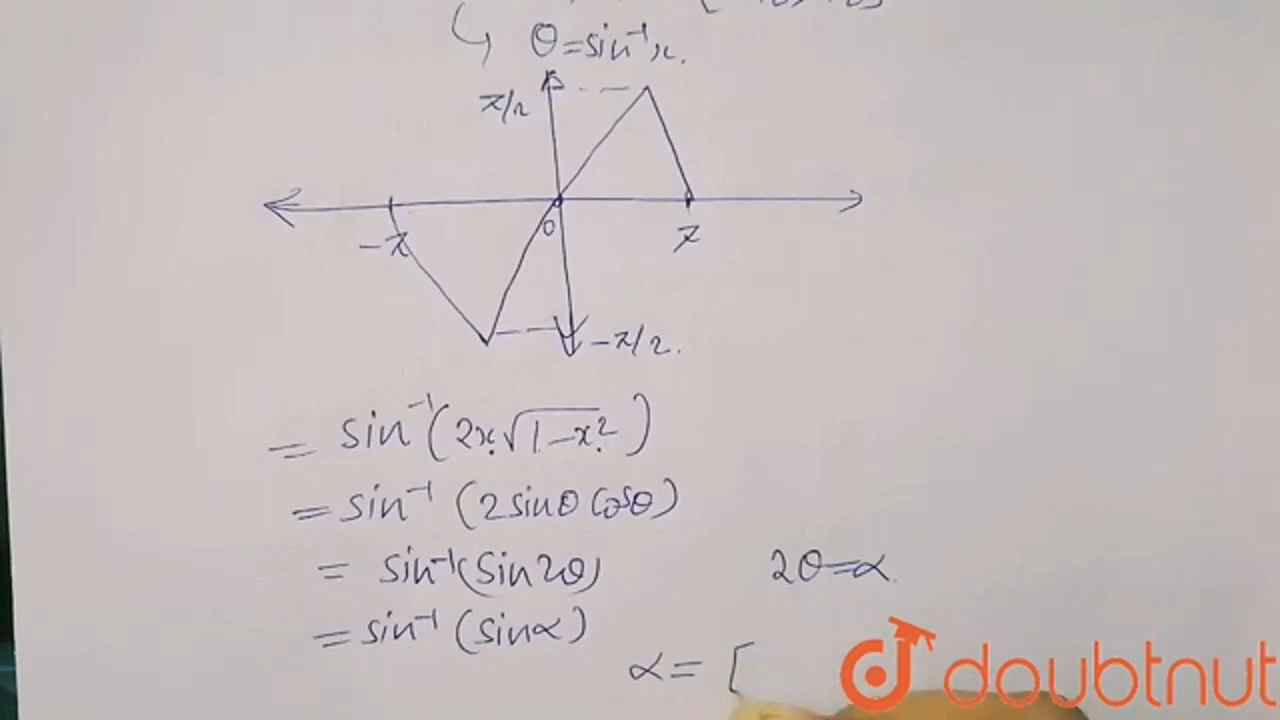 θ=sin⁻¹x.
π/2
-π 0 π
-π/2.
= sin⁻¹(2x√1-x²)
= sin⁻¹ (2sinθ cosθ)
= sin⁻¹(sin2θ) 2θ=α.
= sin⁻¹ (sinα)
α= [
doubtnut